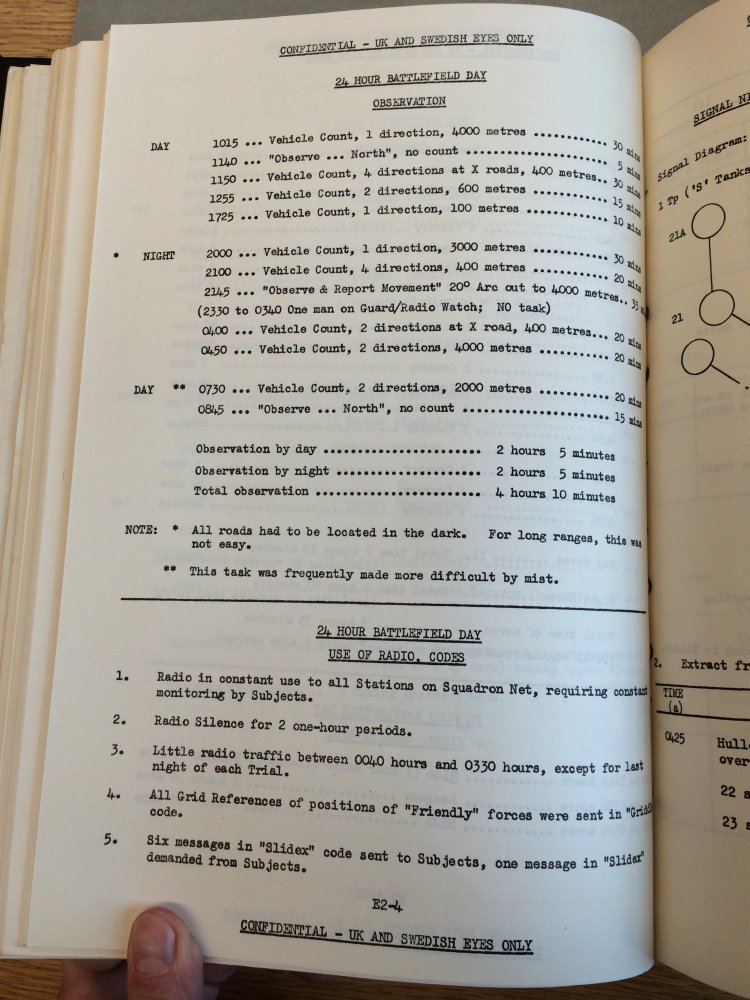 CONFIDENTIAL - UK AND SWEDISH EYES ONLY
24 HOUR BATTLEFIELD DAY
OBSERVATION
DAY 1015 ... Vehicle Count, 1 direction, 4000 metres ........... 30 mins
1140 ... "Observe ... North", no count ..................... 5 mins
1150 ... Vehicle Count, 4 directions at X roads, 400 metres.. 30 mins
1255 ... Vehicle Count, 2 directions, 600 metres ............ 15 mins
1725 ... Vehicle Count, 1 direction, 100 metres ............. 10 mins
* NIGHT 2000 ... Vehicle Count, 1 direction, 3000 metres ............ 30 mins
2100 ... Vehicle Count, 4 directions, 400 metres ............ 20 mins
2145 ... "Observe & Report Movement" 20° Arc out to 4000 metres.. 35 m
(2330 to 0340 One man on Guard/Radio Watch; NO task)
0400 ... Vehicle Count, 2 directions at X road, 400 metres... 20 mins
0450 ... Vehicle Count, 2 directions, 4000 metres ........... 20 mins
DAY ** 0730 ... Vehicle Count, 2 directions, 2000 metres ........... 20 mins
0845 ... "Observe ... North", no count ..................... 15 mins
Observation by day ....................... 2 hours 5 minutes
Observation by night ..................... 2 hours 5 minutes
Total observation ........................ 4 hours 10 minutes
NOTE: * All roads had to be located in the dark. For long ranges, this was
not easy.
** This task was frequently made more difficult by mist.
24 HOUR BATTLEFIELD DAY
USE OF RADIO, CODES
1. Radio in constant use to all Stations on Squadron Net, requiring constant
monitoring by Subjects.
2. Radio Silence for 2 one-hour periods.
3. Little radio traffic between 0040 hours and 0330 hours, except for last
night of each Trial.
4. All Grid References of positions of "Friendly" forces were sent in "Griddl
code.
5. Six messages in "Slidex" code sent to Subjects, one message in "Slidex"
demanded from Subjects.
E2-4
CONFIDENTIAL - UK AND SWEDISH EYES ONLY
SIGNAL NE
Signal Diagram:
1 Tp ('S' Tanks
21A
21
2. Extract fr
TIME
(a)
0425 Hull
over
22 s
23 s